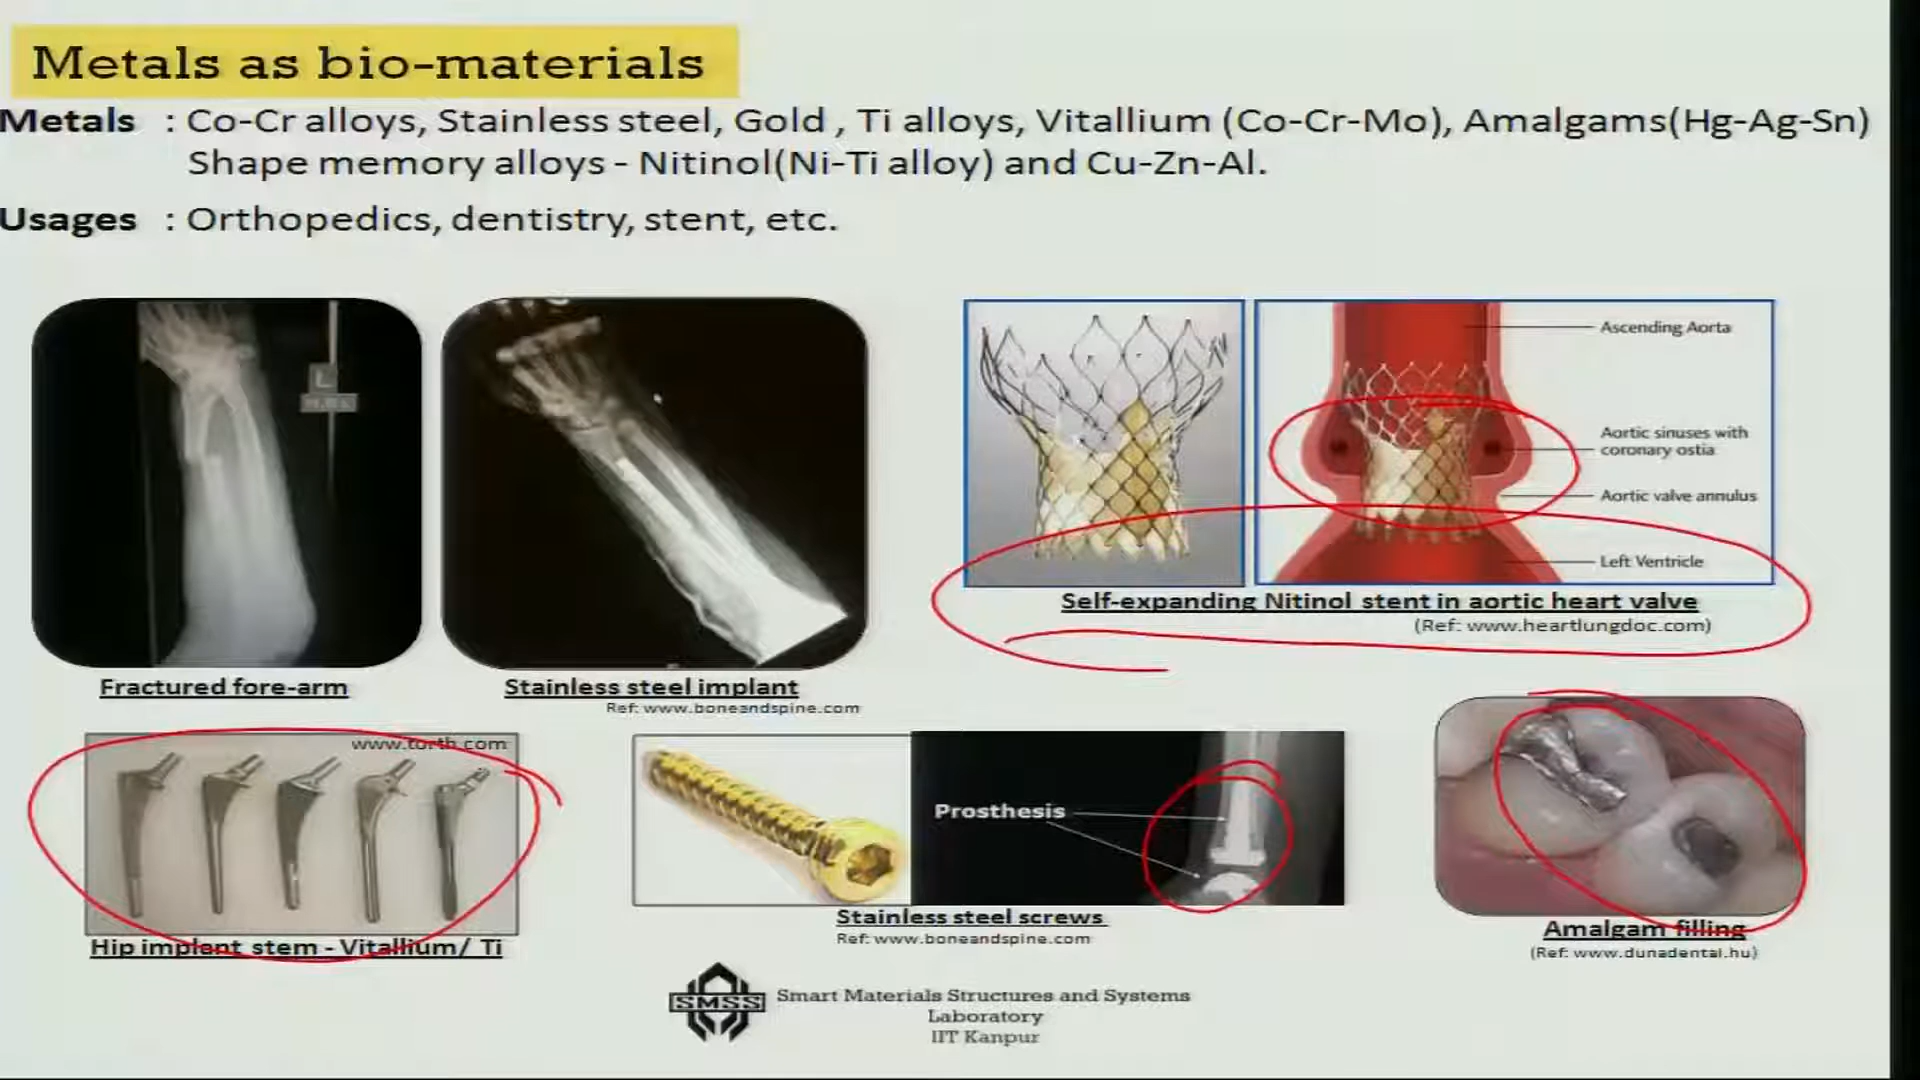 Metals as bio-materials
Metals : Co-Cr alloys, Stainless steel, Gold , Ti alloys, Vitallium (Co-Cr-Mo), Amalgams(Hg-Ag-Sn)
Shape memory alloys - Nitinol(Ni-Ti alloy) and Cu-Zn-Al.
Usages : Orthopedics, dentistry, stent, etc.
L
Ascending Aorta
Aortic sinuses with
coronary ostia
Aortic valve annulus
Left Ventricle
Self-expanding Nitinol stent in aortic heart valve
(Ref: www.heartlungdoc.com)
Fractured fore-arm
Stainless steel implant
Ref: www.boneandspine.com
www.torth.com
Hip implant stem - Vitallium/ Ti
Prosthesis
Stainless steel screws
Ref: www.boneandspine.com
Amalgam filling
(Ref: www.dunadental.hu)
SMSS
Smart Materials Structures and Systems
Laboratory
IIT Kanpur